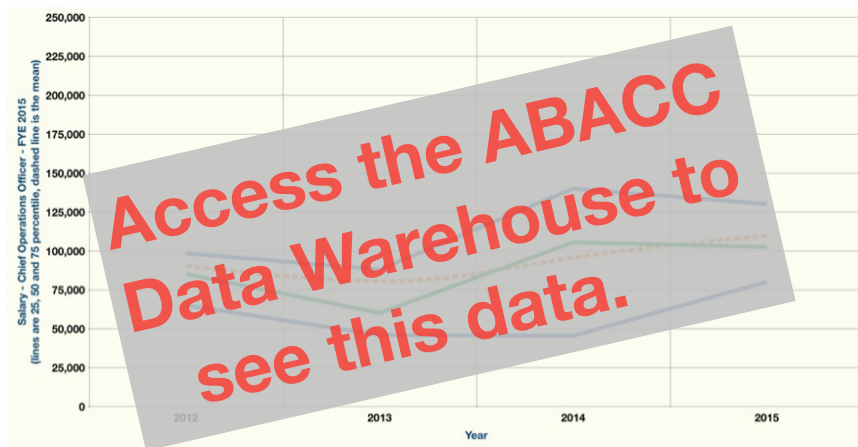 250,000
225,000
200,000
175,000
150,000
125,000
100,000
75,000
50,000
25,000
0
Salary - Chief Operations Officer - FYE 2015
(lines are 25, 50 and 75 percentile, dashed line is the mean)
Access the ABACC
Data Warehouse to
see this data.
2012 2013 2014 2015
Year